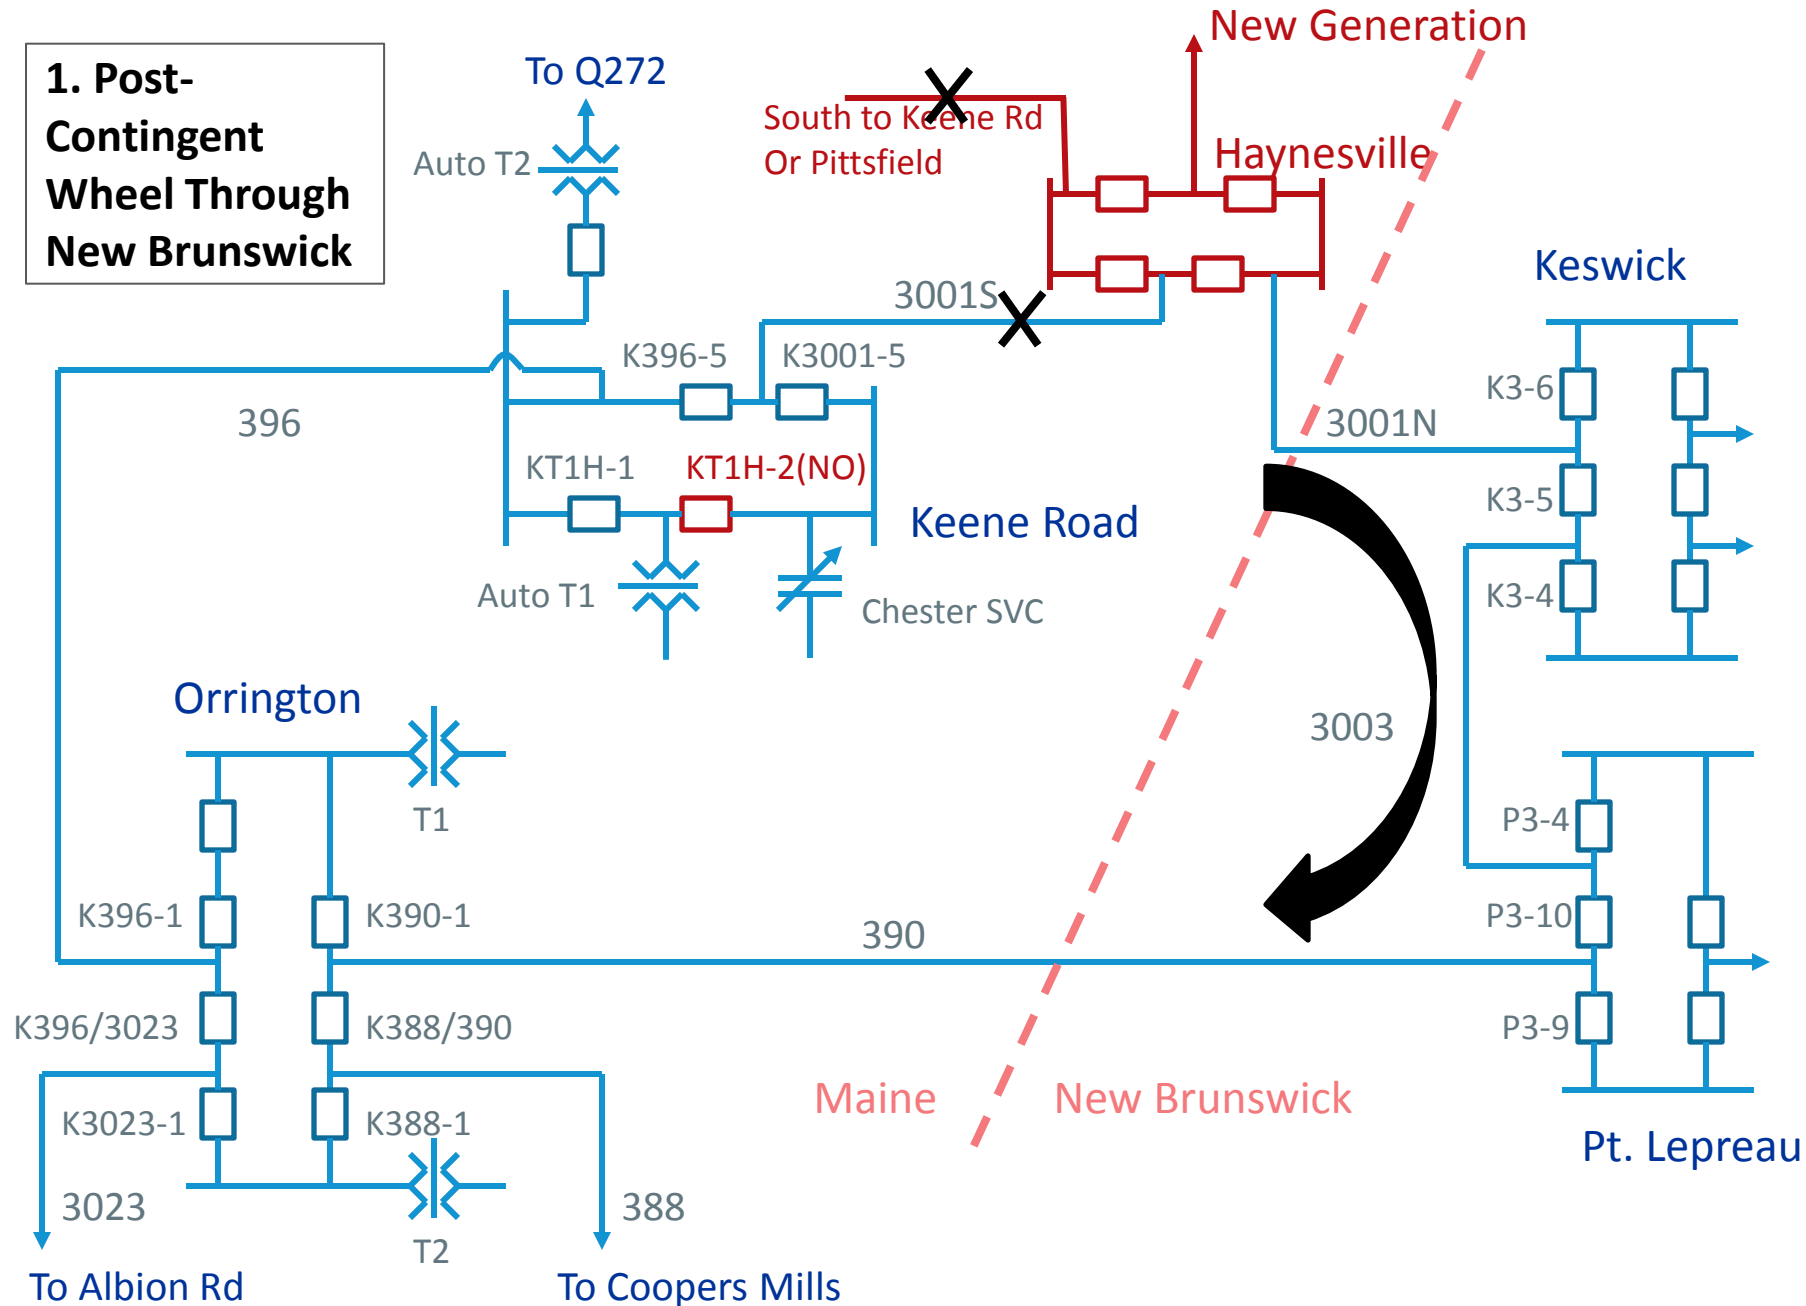 1. Post-
Contingent
Wheel Through
New Brunswick
To Q272
Auto T2
New Generation
South to Keene Rd
Or Pittsfield
Haynesville
3001S
Keswick
K396-5
K3001-5
K3-6
396
3001N
KT1H-1
KT1H-2(NO)
K3-5
Keene Road
Auto T1
Chester SVC
K3-4
Orrington
3003
T1
P3-4
K396-1
K390-1
390
P3-10
K396/3023
K388/390
P3-9
Maine
New Brunswick
K3023-1
K388-1
Pt. Lepreau
3023
388
T2
To Albion Rd
To Coopers Mills